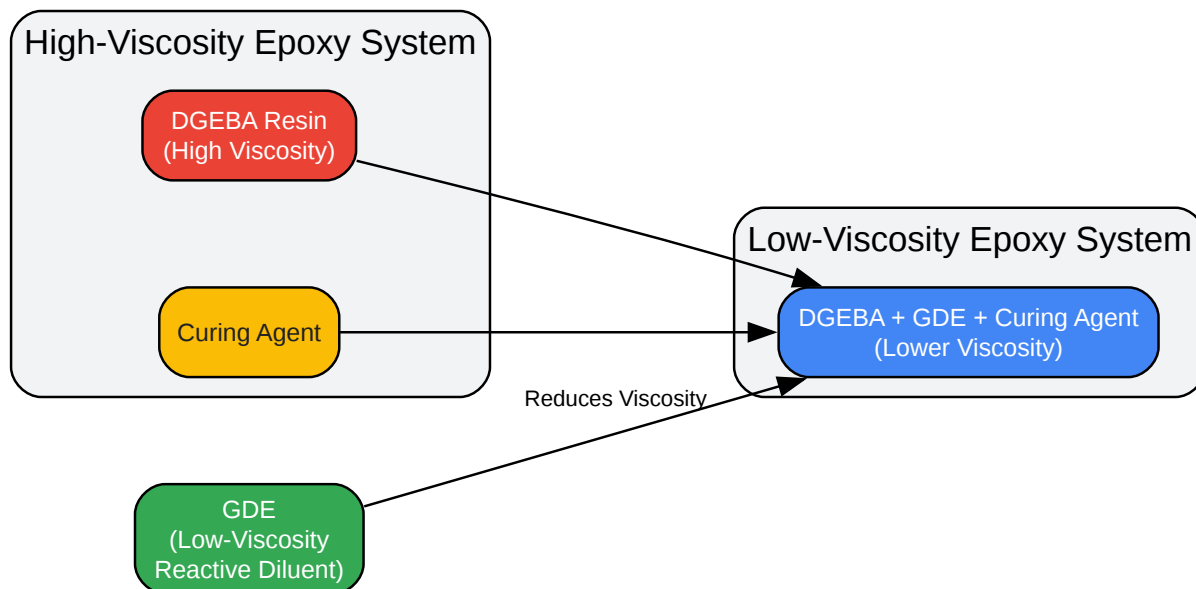 High-Viscosity Epoxy System
DGEBA Resin
(High Viscosity)
Curing Agent
Low-Viscosity Epoxy System
DGEBA + GDE + Curing Agent
(Lower Viscosity)
Reduces Viscosity
GDE
(Low-Viscosity
Reactive Diluent)